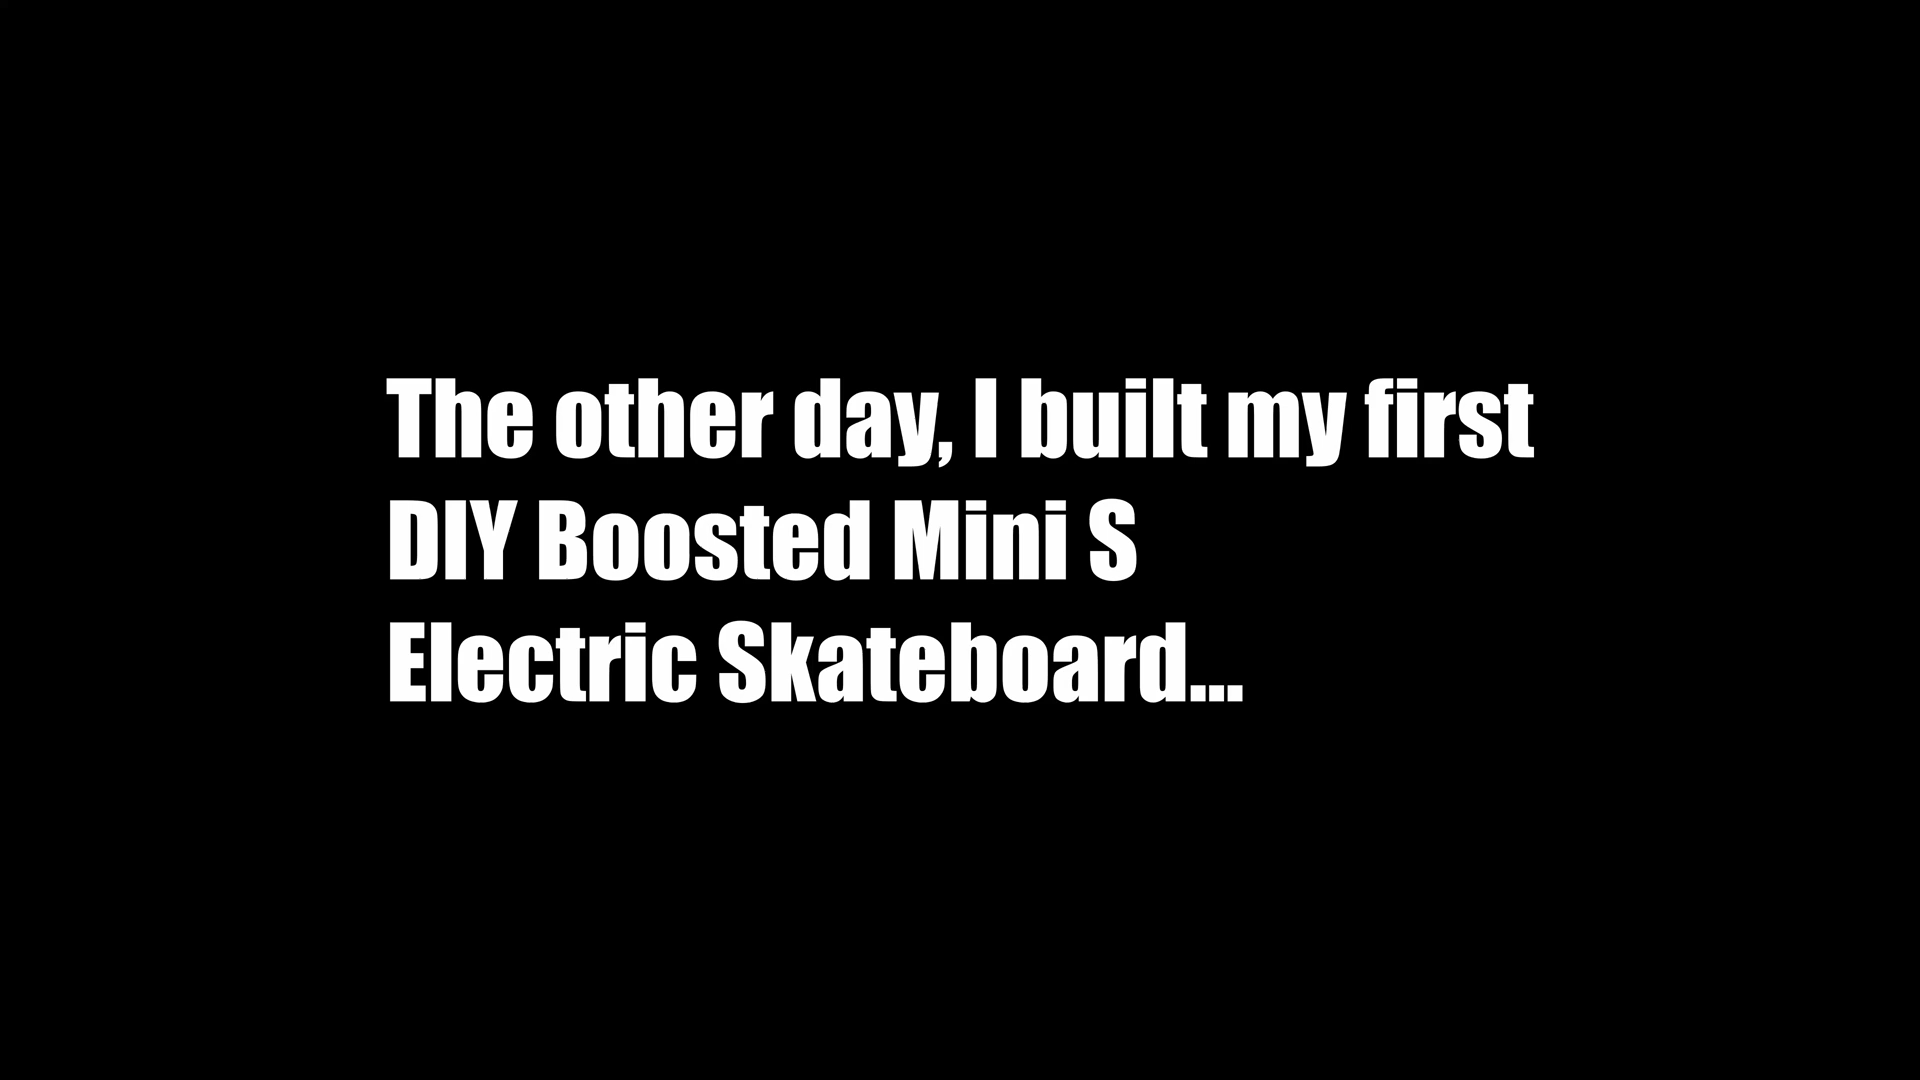 The other day, I built my first
DIY Boosted Mini S
Electric Skateboard...